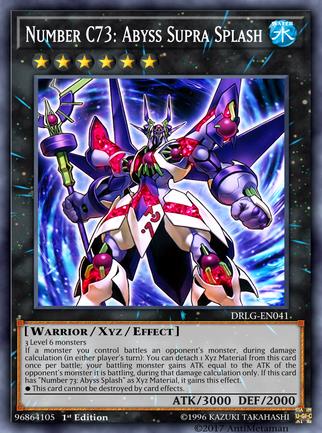 NUMBER C73: ABYSS SUPRA SPLASH
WATER
水
DRLG-EN041
[WARRIOR / XYZ / EFFECT]
3 Level 6 monsters
If a monster you control battles an opponent's monster, during damage
calculation (in either player's turn): You can detach 1 Xyz Material from this card
once per battle; your battling monster gains ATK equal to the ATK of the
opponent's monster it is battling, during that damage calculation only. If this card
has "Number 73: Abyss Splash" as Xyz Material, it gains this effect.
● This card cannot be destroyed by card effects.
ATK/3000 DEF/2000
96864105 1st Edition ©1996 KAZUKI TAKAHASHI
©2017 AntiMetaman